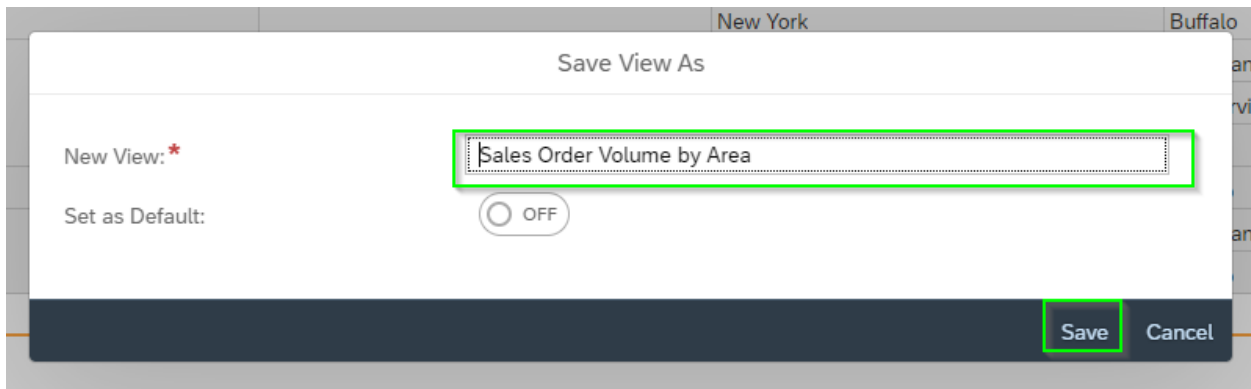 New York Buffalo
Save View As
New View:*
Sales Order Volume by Area
Set as Default:
OFF
Save Cancel